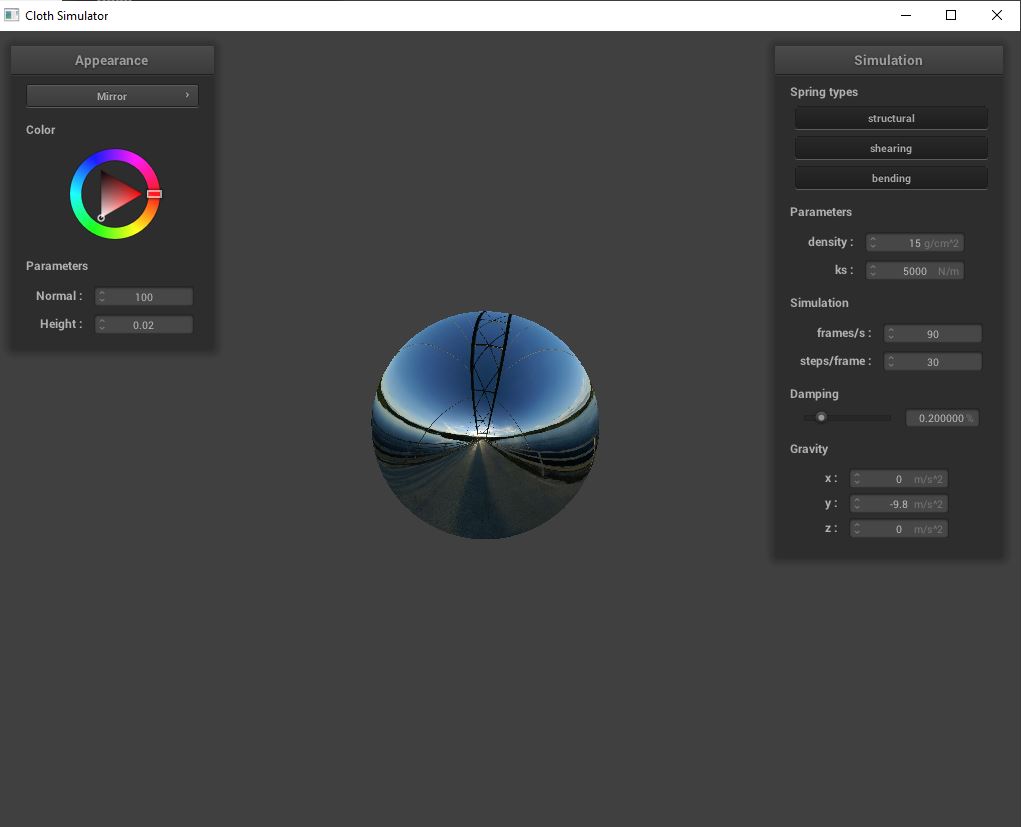 Cloth Simulator
Appearance
Mirror
Color
Parameters
Normal : 100
Height : 0.02
Simulation
Spring types
structural
shearing
bending
Parameters
density : 15 g/cm^2
ks : 5000 N/m
Simulation
frames/s : 90
steps/frame : 30
Damping
0.200000 %
Gravity
x : 0 m/s^2
y : -9.8 m/s^2
z : 0 m/s^2